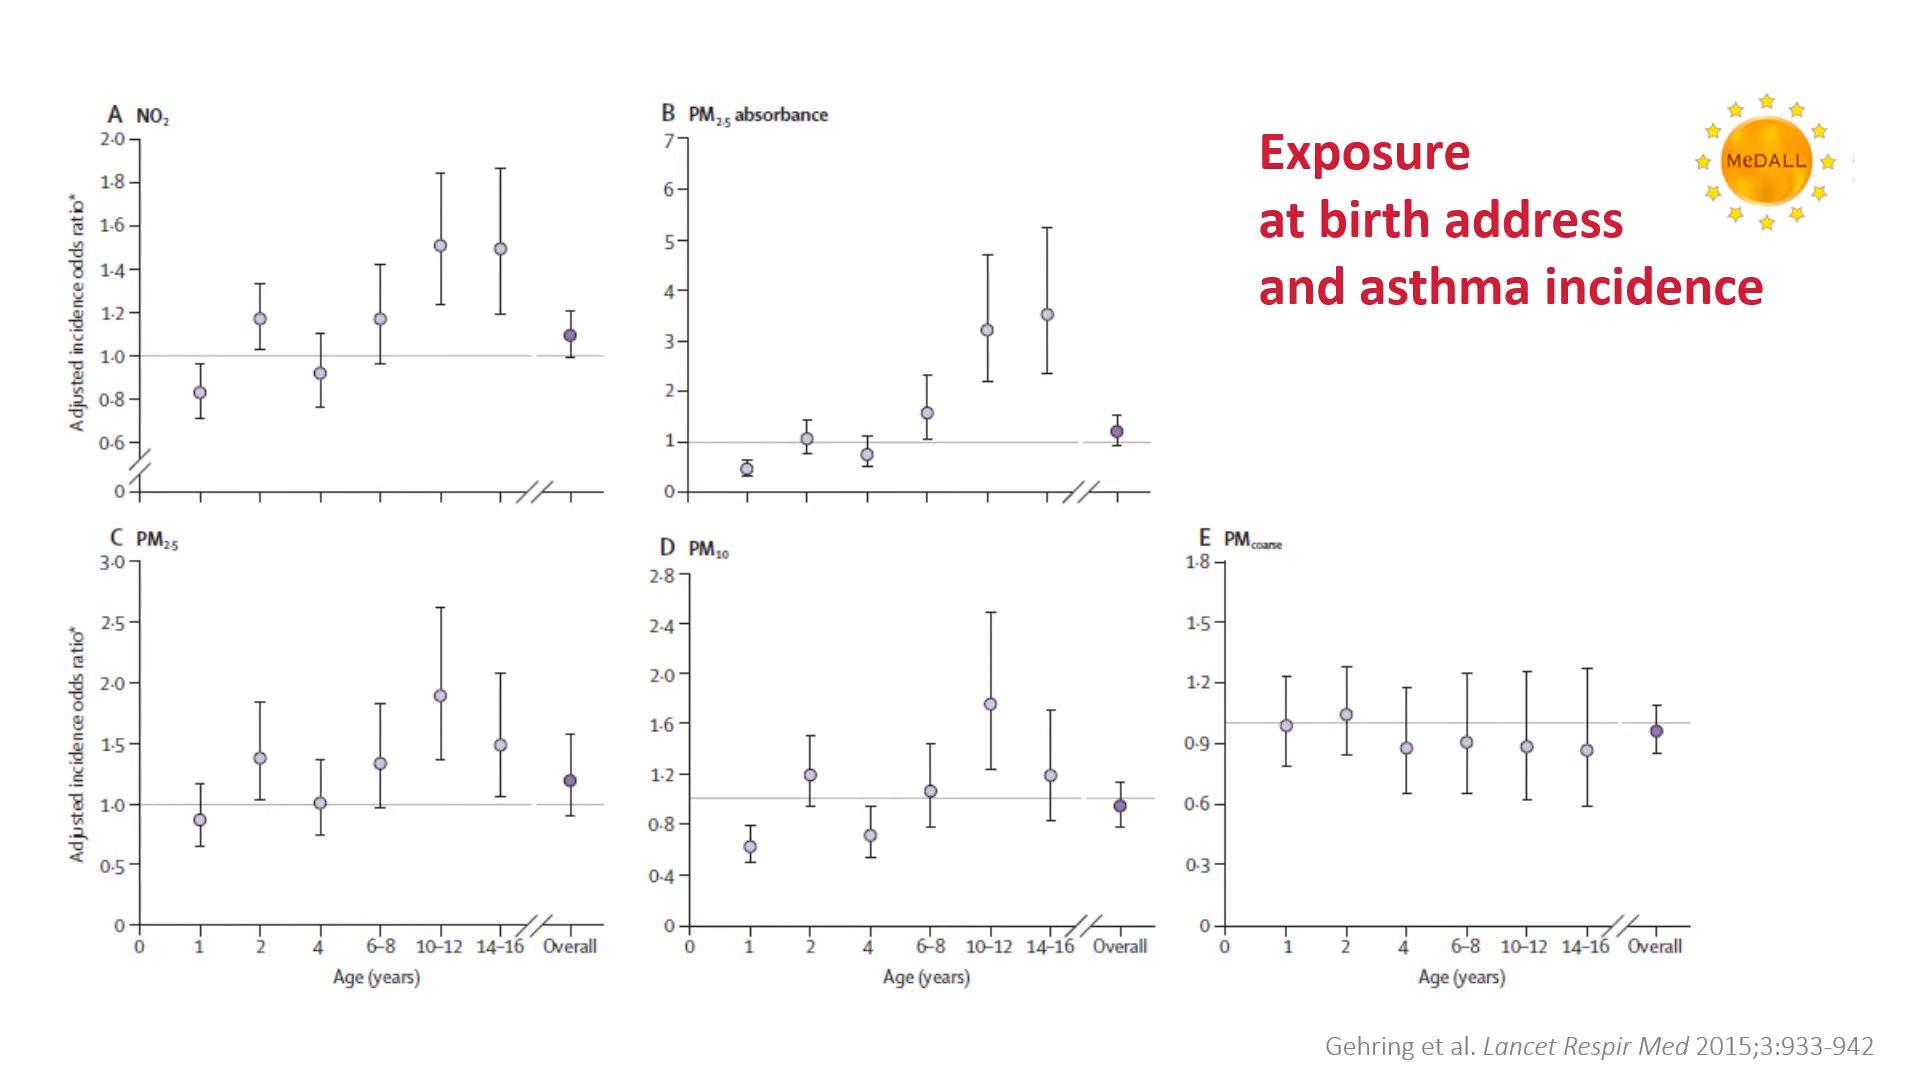 A NO₂
2·0
1·8
1·6
1·4
1·2
1·0
0·8
0·6
0
Adjusted incidence odds ratio*
B PM₂.₅ absorbance
7
6
5
4
3
2
1
0
Exposure
at birth address
and asthma incidence
MeDALL
C PM₂.₅
3·0
2·5
2·0
1·5
1·0
0·5
0
Adjusted incidence odds ratio*
0 1 2 4 6–8 10–12 14–16 Overall
Age (years)
D PM₁₀
2·8
2·4
2·0
1·6
1·2
0·8
0·4
0
0 1 2 4 6–8 10–12 14–16 Overall
Age (years)
E PMcoarse
1·8
1·5
1·2
0·9
0·6
0·3
0
0 1 2 4 6–8 10–12 14–16 Overall
Age (years)
Gehring et al. Lancet Respir Med 2015;3:933-942